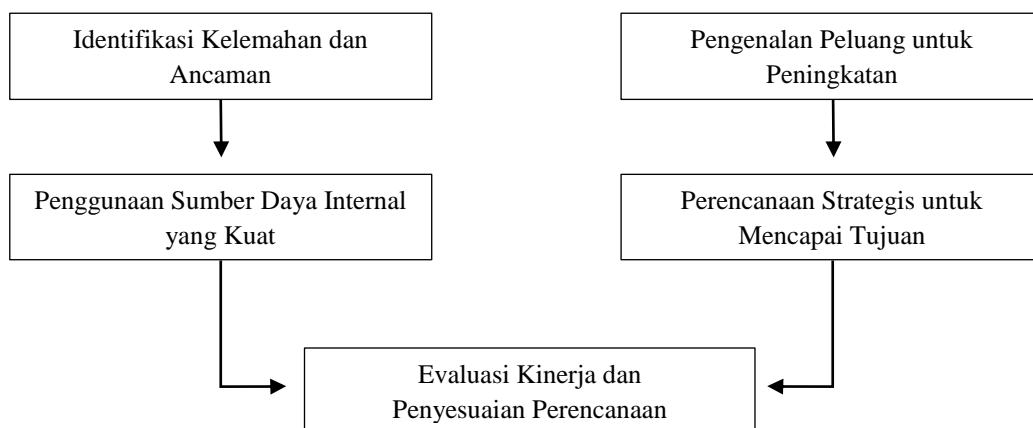 Identifikasi Kelemahan dan
Ancaman
Pengenalan Peluang untuk
Peningkatan
Penggunaan Sumber Daya Internal
yang Kuat
Perencanaan Strategis untuk
Mencapai Tujuan
Evaluasi Kinerja dan
Penyesuaian Perencanaan